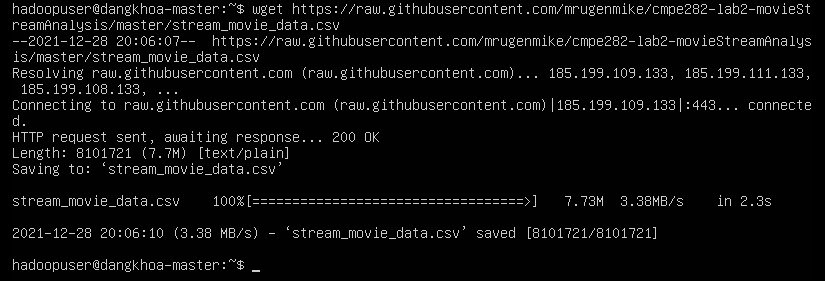 hadoopuser@dangkhoa-master:~$ wget https://raw.githubusercontent.com/mrugenmike/cmpe282-lab2-movieSt
reamAnalysis/master/stream_movie_data.csv
--2021-12-28 20:06:07--  https://raw.githubusercontent.com/mrugenmike/cmpe282-lab2-movieStreamAnalys
is/master/stream_movie_data.csv
Resolving raw.githubusercontent.com (raw.githubusercontent.com)... 185.199.109.133, 185.199.111.133,
 185.199.108.133, ...
Connecting to raw.githubusercontent.com (raw.githubusercontent.com)|185.199.109.133|:443... connecte
d.
HTTP request sent, awaiting response... 200 OK
Length: 8101721 (7.7M) [text/plain]
Saving to: ‘stream_movie_data.csv’
stream_movie_data.csv    100%[==================================>]   7.73M  3.38MB/s    in 2.3s
2021-12-28 20:06:10 (3.38 MB/s) - ‘stream_movie_data.csv’ saved [8101721/8101721]
hadoopuser@dangkhoa-master:~$ _